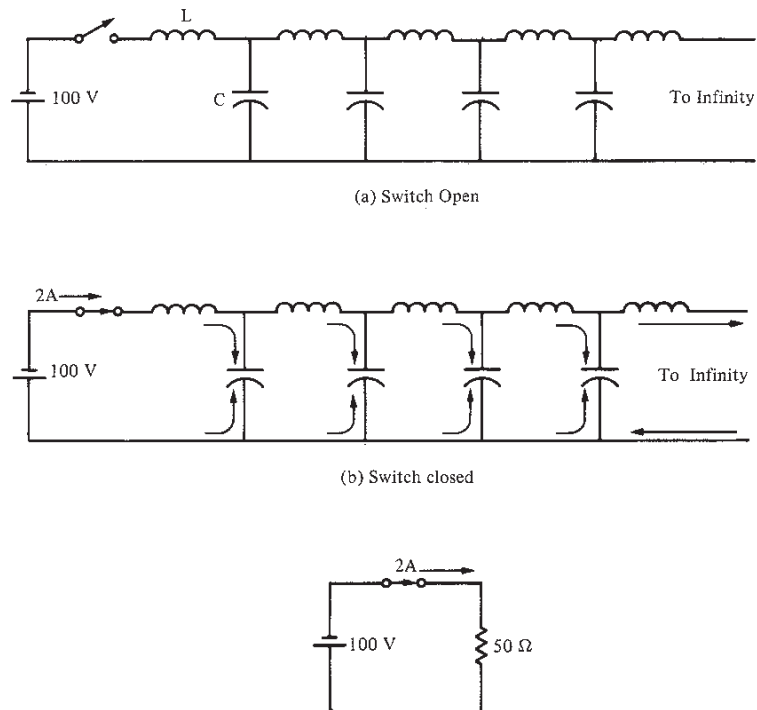 L
100 V
C
To Infinity
(a) Switch Open
2A
100 V
To Infinity
(b) Switch closed
2A
100 V
50 Ω